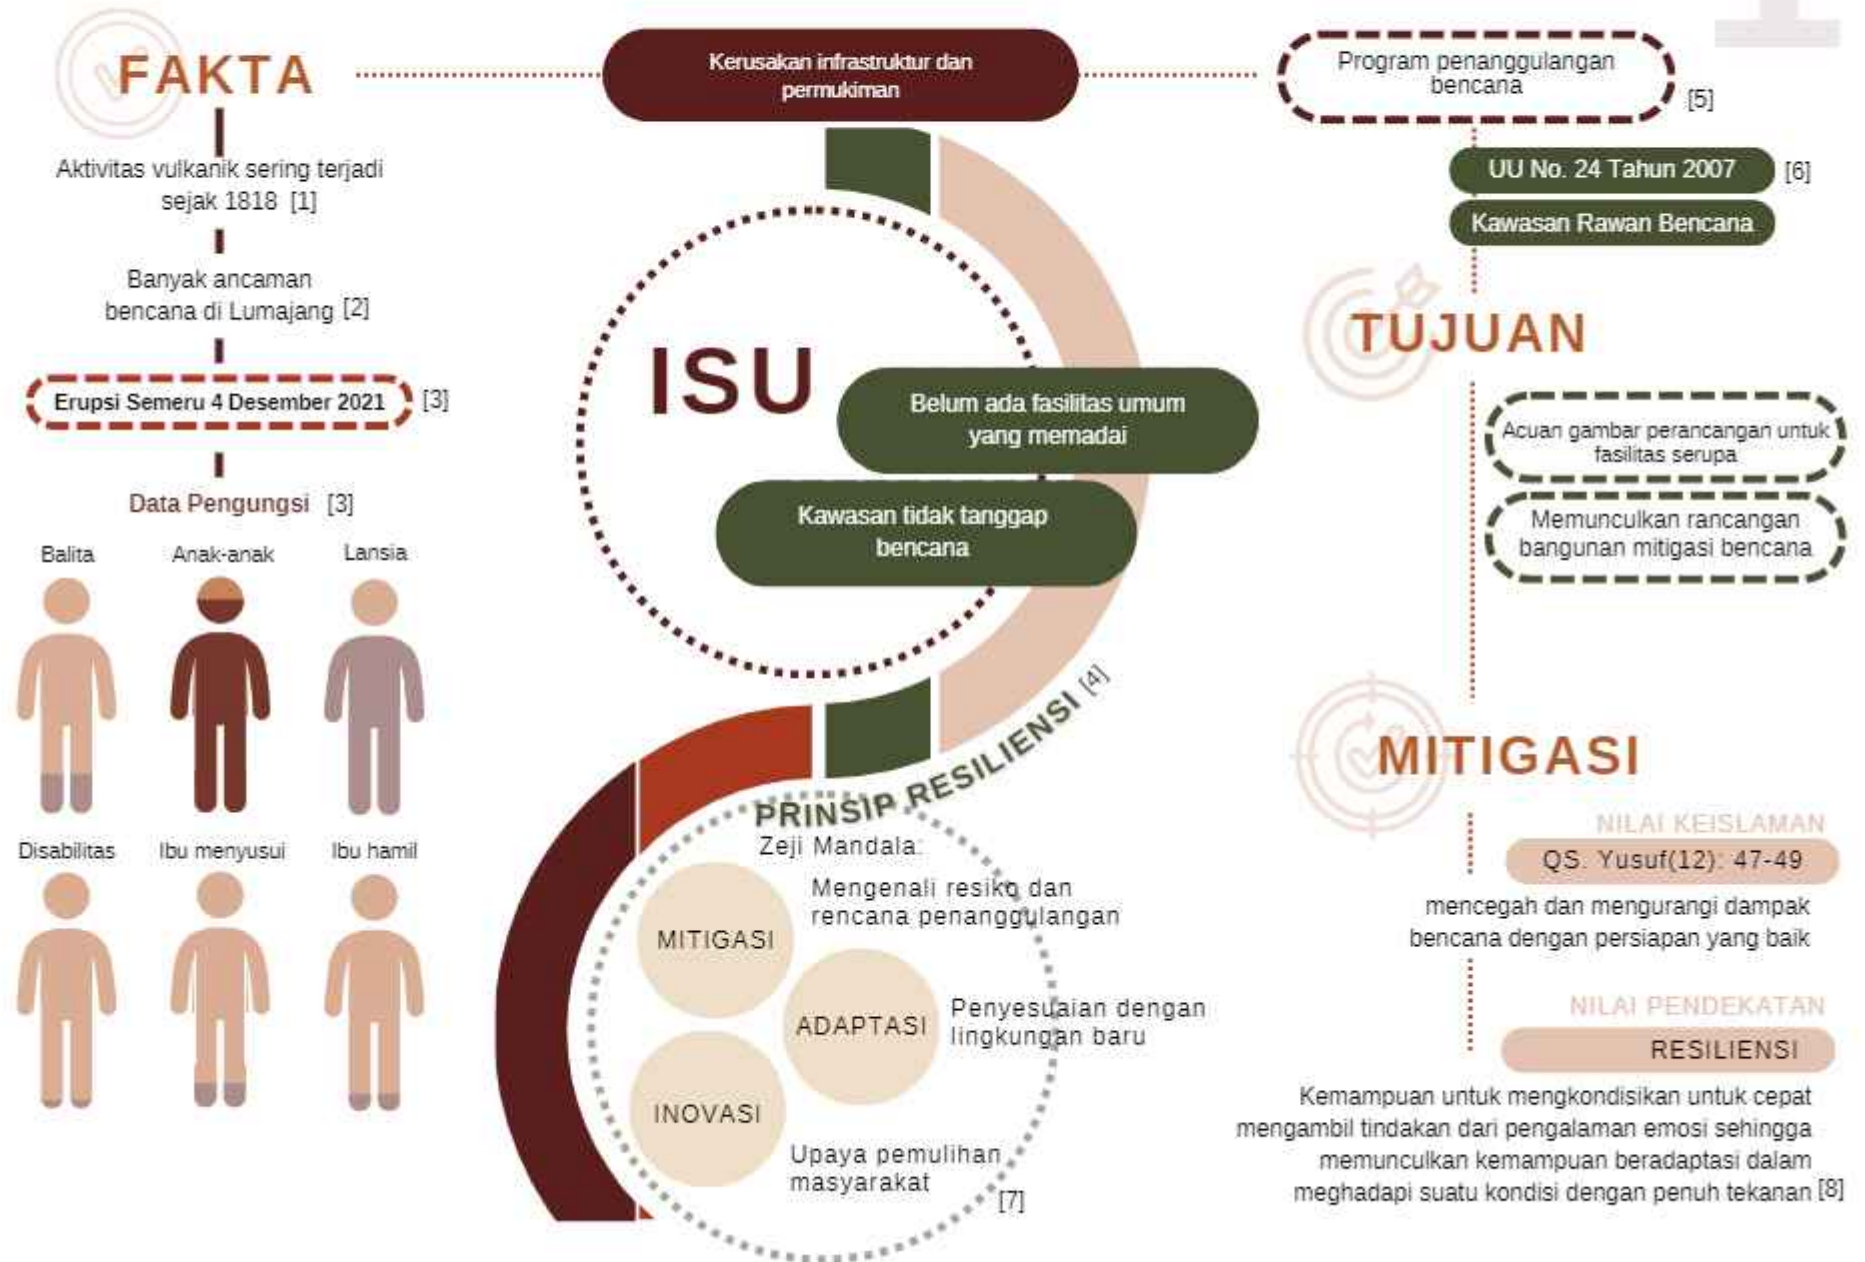 FAKTA
Aktivitas vulkanik sering terjadi
sejak 1818 [1]
Banyak ancaman
bencana di Lumajang [2]
Erupsi Semeru 4 Desember 2021 [3]
Data Pengungsi [3]
Balita Anak-anak Lansia
Disabilitas Ibu menyusui Ibu hamil
Kerusakan infrastruktur dan
permukiman
ISU
Belum ada fasilitas umum
yang memadai
Kawasan tidak tanggap
bencana
PRINSIP RESILIENSI [4]
Zeji Mandala:
MITIGASI
Mengenali resiko dan
rencana penanggulangan
ADAPTASI
Penyesuaian dengan
lingkungan baru
INOVASI
Upaya pemulihan
masyarakat
[7]
Program penanggulangan
bencana
[5]
UU No. 24 Tahun 2007 [6]
Kawasan Rawan Bencana
TUJUAN
Acuan gambar perancangan untuk
fasilitas serupa
Memunculkan rancangan
bangunan mitigasi bencana
MITIGASI
NILAI KEISLAMAN
QS. Yusuf(12): 47-49
mencegah dan mengurangi dampak
bencana dengan persiapan yang baik
NILAI PENDEKATAN
RESILIENSI
Kemampuan untuk mengkondisikan untuk cepat
mengambil tindakan dari pengalaman emosi sehingga
memunculkan kemampuan beradaptasi dalam
meghadapi suatu kondisi dengan penuh tekanan [8]